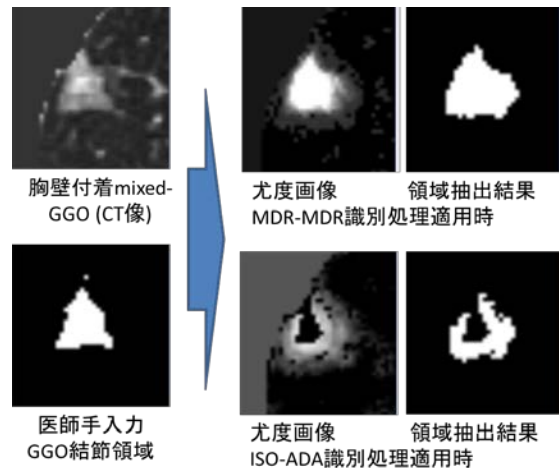 胸壁付着mixed-
GGO (CT像)
尤度画像 領域抽出結果
MDR-MDR識別処理適用時
医師手入力
GGO結節領域
尤度画像 領域抽出結果
ISO-ADA識別処理適用時